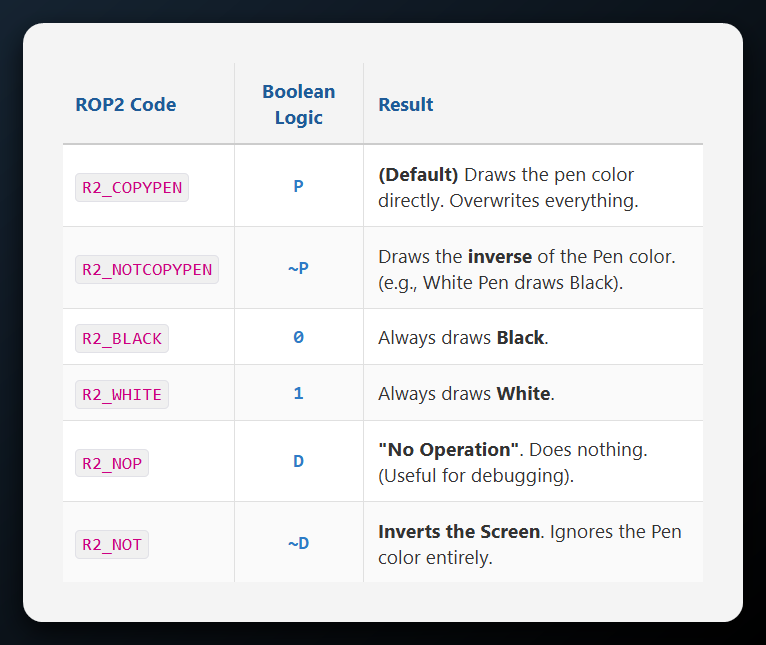 ROP2 Code
Boolean
Logic
Result
R2_COPYPEN
P
(Default) Draws the pen color
directly. Overwrites everything.
R2_NOTCOPYPEN
~P
Draws the inverse of the Pen color.
(e.g., White Pen draws Black).
R2_BLACK
0
Always draws Black.
R2_WHITE
1
Always draws White.
R2_NOP
D
"No Operation". Does nothing.
(Useful for debugging).
R2_NOT
~D
Inverts the Screen. Ignores the Pen
color entirely.